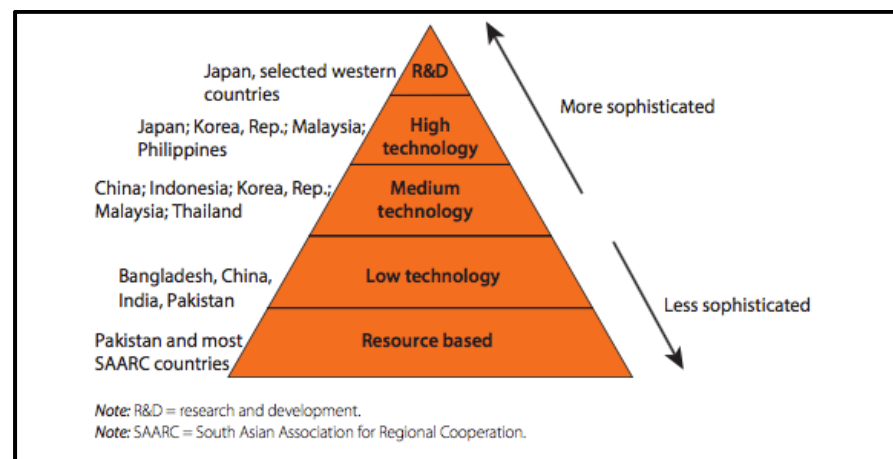 Japan, selected western
countries
R&D
More sophisticated
Japan; Korea, Rep.; Malaysia;
Philippines
High
technology
China; Indonesia; Korea, Rep.;
Malaysia; Thailand
Medium
technology
Bangladesh, China,
India, Pakistan
Low technology
Less sophisticated
Pakistan and most
SAARC countries
Resource based
Note: R&D = research and development.
Note: SAARC = South Asian Association for Regional Cooperation.